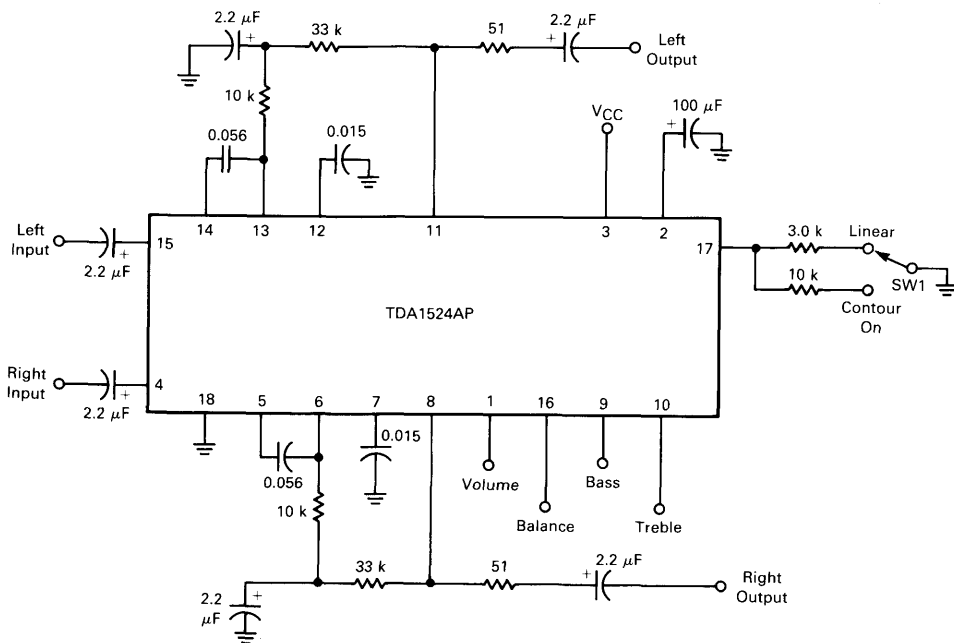 2.2 μF
+
33 k
51
2.2 μF
+
Left
Output
10 k
VCC
100 μF
+
0.056
0.015
14
13
12
11
3
2
Left
Input
2.2 μF
+
15
17
3.0 k
Linear
10 k
SW1
Contour
On
TDA1524AP
Right
Input
2.2 μF
+
4
18
5
6
7
8
1
16
9
10
0.056
0.015
Volume
Balance
Bass
Treble
10 k
33 k
51
2.2 μF
+
Right
Output
2.2
μF
+